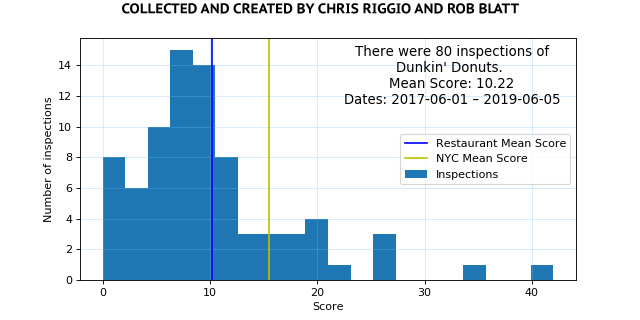 COLLECTED AND CREATED BY CHRIS RIGGIO AND ROB BLATT
There were 80 inspections of
Dunkin' Donuts.
Mean Score: 10.22
Dates: 2017-06-01 – 2019-06-05
Restaurant Mean Score
NYC Mean Score
Inspections
Number of inspections
14
12
10
8
6
4
2
0
0 10 20 30 40
Score